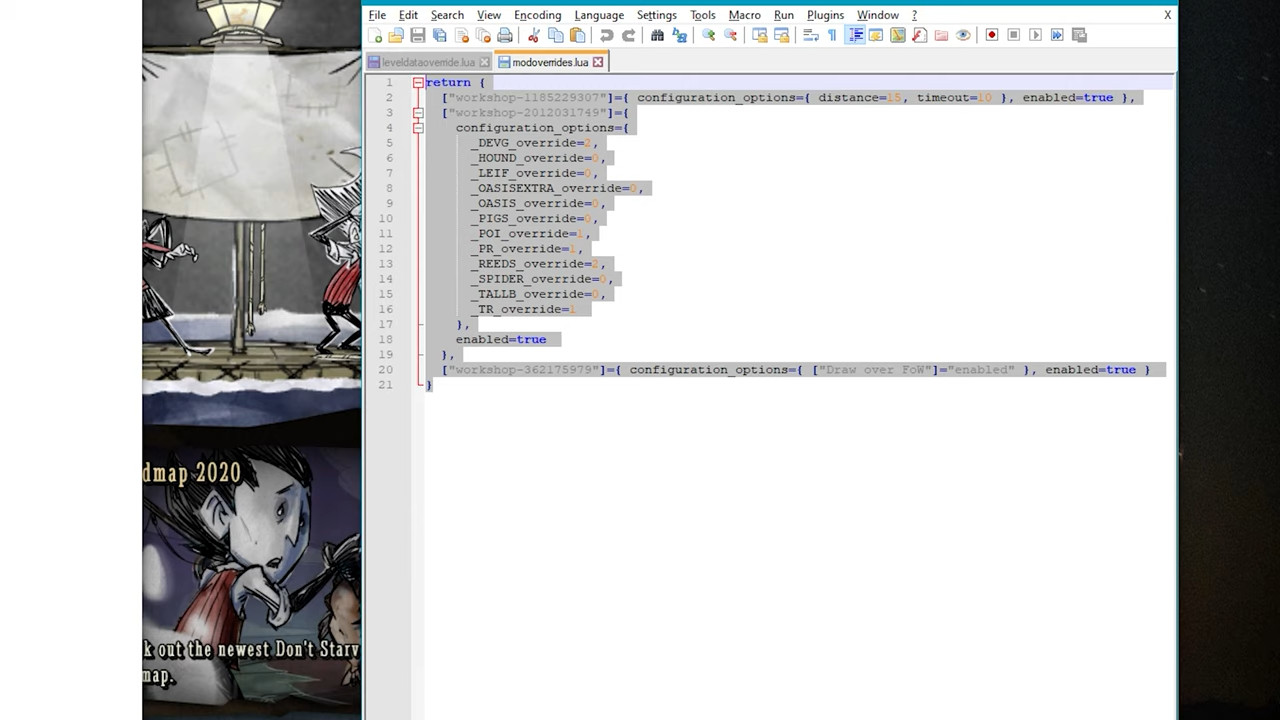 File Edit Search View Encoding Language Settings Tools Macro Run Plugins Window ? X
leveldataoverride.lua modoverrides.lua
1 return {
2 ["workshop-1185229307"]={ configuration_options={ distance=15, timeout=10 }, enabled=true },
3 ["workshop-2012031749"]={
4 configuration_options={
5 _DEVG_override=2,
6 _HOUND_override=0,
7 _LEIF_override=0,
8 _OASISEXTRA_override=0,
9 _OASIS_override=0,
10 _PIGS_override=0,
11 _POI_override=1,
12 _PR_override=1,
13 _REEDS_override=2,
14 _SPIDER_override=0,
15 _TALLB_override=0,
16 _TR_override=1
17 },
18 enabled=true
19 },
20 ["workshop-362175979"]={ configuration_options={ ["Draw over FoW"]="enabled" }, enabled=true }
21 }
dmap 2020
k out the newest Don't Starv
map.